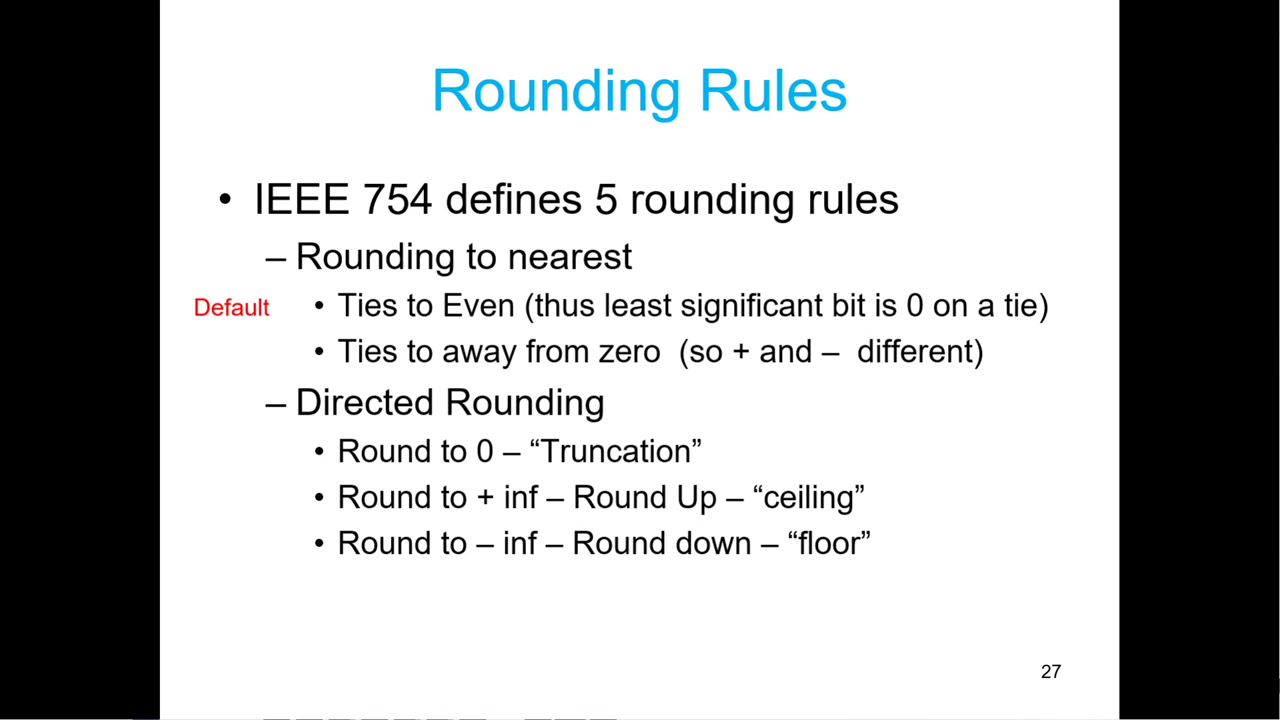 Rounding Rules
• IEEE 754 defines 5 rounding rules
– Rounding to nearest
Default • Ties to Even (thus least significant bit is 0 on a tie)
• Ties to away from zero (so + and – different)
– Directed Rounding
• Round to 0 – “Truncation”
• Round to + inf – Round Up – “ceiling”
• Round to – inf – Round down – “floor”
27